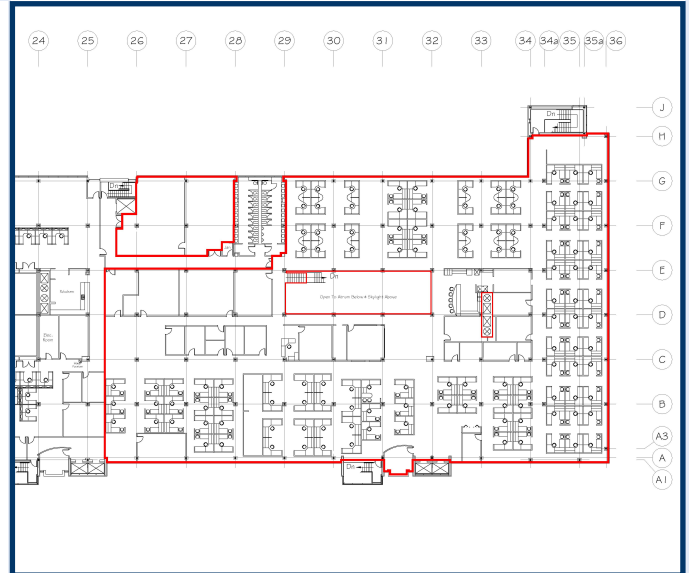 24 25 26 27 28 29 30 31 32 33 34 34a 35 35a 36
J
Dn
H
Dn
G
F
E
Dn
Open To Atrium Below & Skylight Above
Kitchen
D
Elec.
Room
C
B
A3
A
Dn
A1